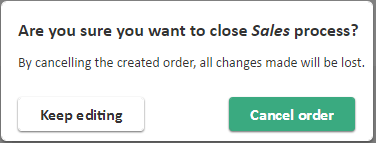 Are you sure you want to close Sales process?
By cancelling the created order, all changes made will be lost.
Keep editing
Cancel order